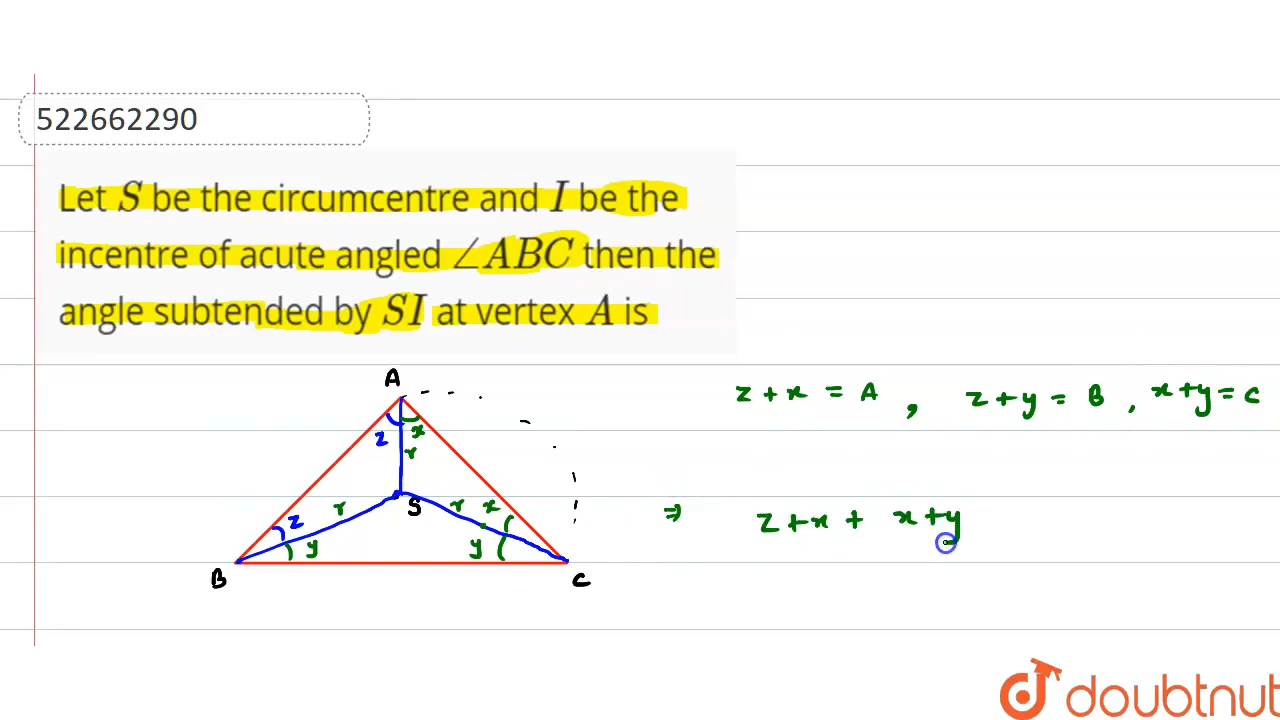 522662290
Let S be the circumcentre and I be the
incentre of acute angled ∠ABC then the
angle subtended by SI at vertex A is
A
z + x = A , z + y = B , x + y = C
z x
r
S
r r x
z
y y
⇒ z + x + x + y
B C
doubtnut